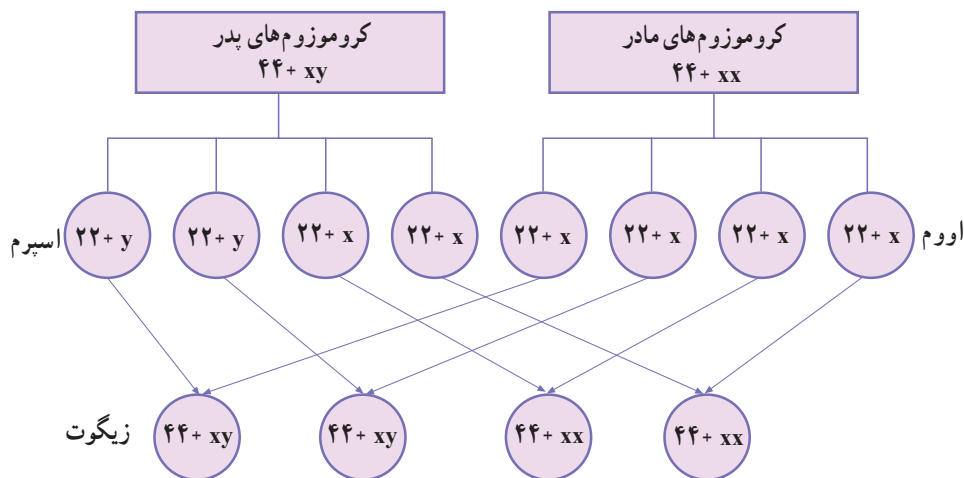 کروموزوم‌های مادر
۴۴+ xx
کروموزوم‌های پدر
۴۴+ xy
اووم
۲۲+ x
۲۲+ x
۲۲+ x
۲۲+ x
۲۲+ x
۲۲+ x
۲۲+ y
۲۲+ y
اسپرم
۴۴+ xx
۴۴+ xx
۴۴+ xy
۴۴+ xy
زیگوت